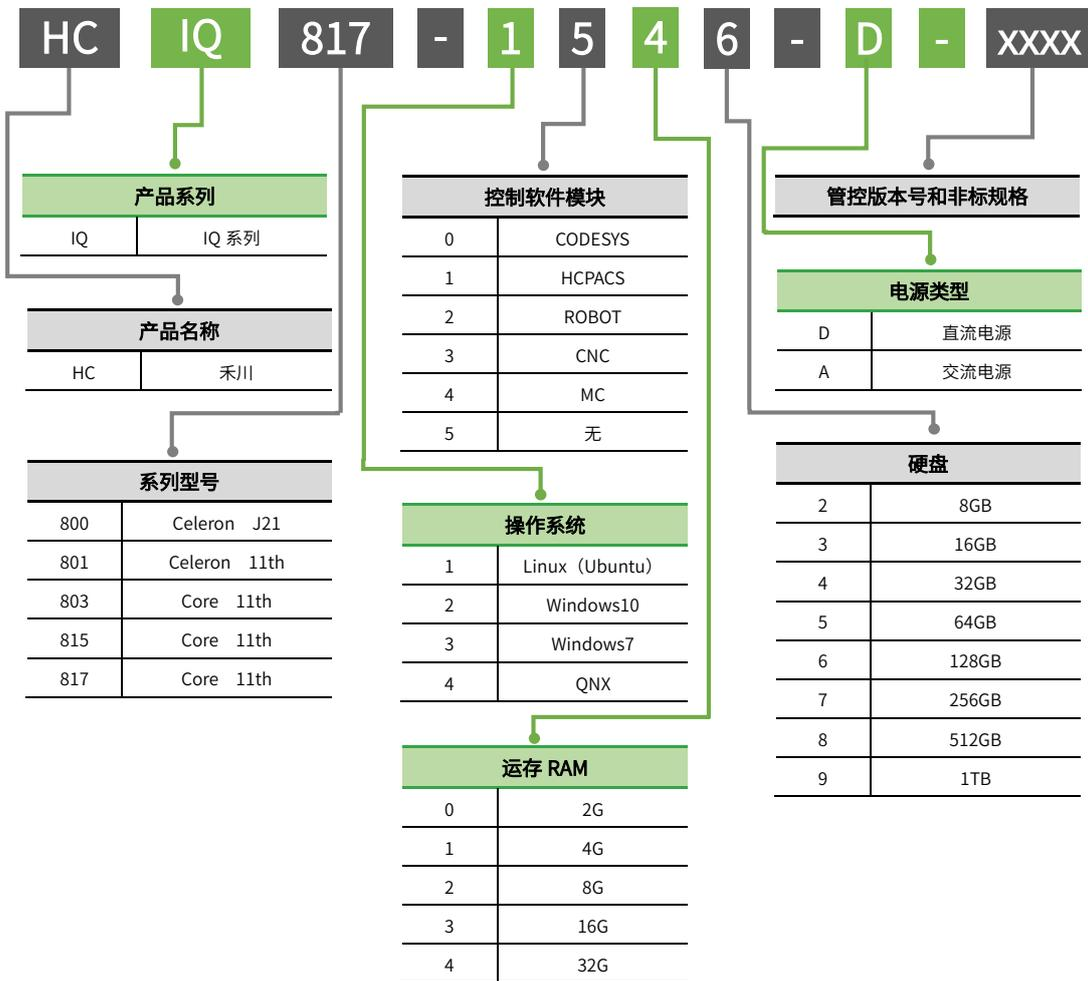 HC IQ 817 - 1 5 4 6 - D - xxxx
产品系列
IQ IQ 系列
产品名称
HC 禾川
系列型号
800 Celeron J21
801 Celeron 11th
803 Core 11th
815 Core 11th
817 Core 11th
控制软件模块
0 CODESYS
1 HCPACS
2 ROBOT
3 CNC
4 MC
5 无
操作系统
1 Linux（Ubuntu）
2 Windows10
3 Windows7
4 QNX
运存 RAM
0 2G
1 4G
2 8G
3 16G
4 32G
管控版本号和非标规格
电源类型
D 直流电源
A 交流电源
硬盘
2 8GB
3 16GB
4 32GB
5 64GB
6 128GB
7 256GB
8 512GB
9 1TB